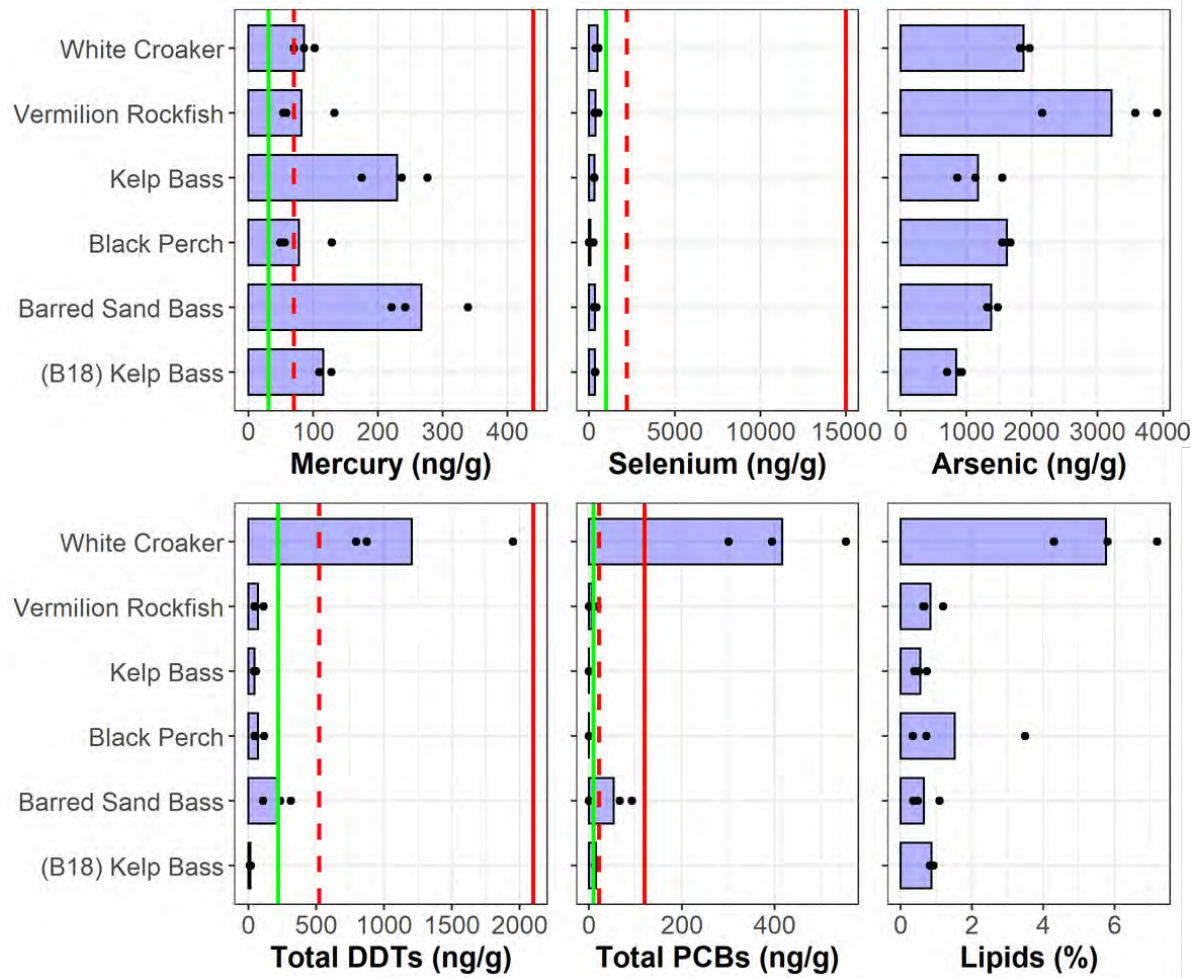 White Croaker
Vermilion Rockfish
Kelp Bass
Black Perch
Barred Sand Bass
(B18) Kelp Bass
0 100 200 300 400
Mercury (ng/g)
0 5000 10000 15000
Selenium (ng/g)
0 1000 2000 3000 4000
Arsenic (ng/g)
White Croaker
Vermilion Rockfish
Kelp Bass
Black Perch
Barred Sand Bass
(B18) Kelp Bass
0 500 1000 1500 2000
Total DDTs (ng/g)
0 200 400
Total PCBs (ng/g)
0 2 4 6
Lipids (%)